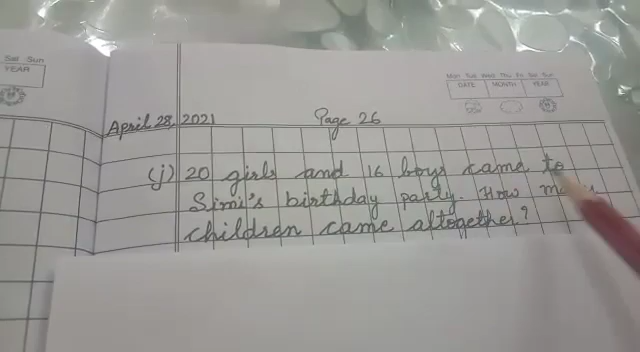 Sat Sun
YEAR
Mon Tue Wed Thu Fri Sat Sun
DATE MONTH YEAR
April 28, 2021 Page 26
(j) 20 girls and 16 boys came to
Simi's birthday party. How many
children came altogether?